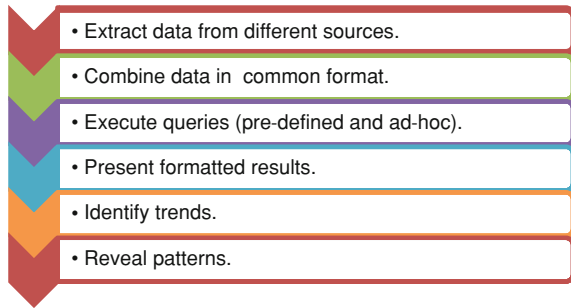 • Extract data from different sources.
• Combine data in common format.
• Execute queries (pre-defined and ad-hoc).
• Present formatted results.
• Identify trends.
• Reveal patterns.